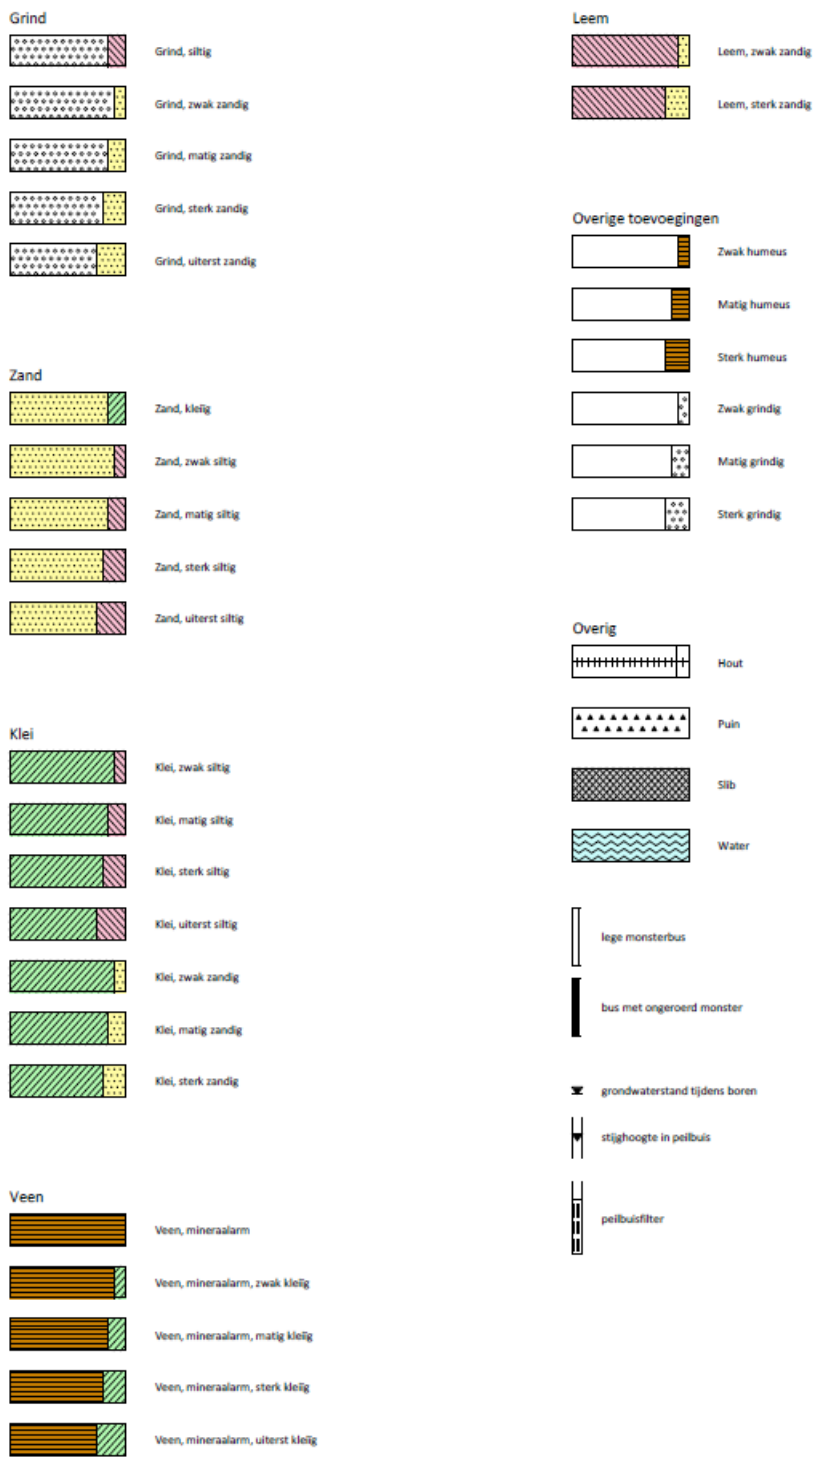 Grind
Grind, siltig
Grind, zwak zandig
Grind, matig zandig
Grind, sterk zandig
Grind, uiterst zandig
Zand
Zand, kleiïg
Zand, zwak siltig
Zand, matig siltig
Zand, sterk siltig
Zand, uiterst siltig
Klei
Klei, zwak siltig
Klei, matig siltig
Klei, sterk siltig
Klei, uiterst siltig
Klei, zwak zandig
Klei, matig zandig
Klei, sterk zandig
Veen
Veen, mineraalarm
Veen, mineraalarm, zwak kleiïg
Veen, mineraalarm, matig kleiïg
Veen, mineraalarm, sterk kleiïg
Veen, mineraalarm, uiterst kleiïg
Leem
Leem, zwak zandig
Leem, sterk zandig
Overige toevoegingen
Zwak humeus
Matig humeus
Sterk humeus
Zwak grindig
Matig grindig
Sterk grindig
Overig
Hout
Puin
Slib
Water
lege monsterbus
bus met ongeroerd monster
grondwaterstand tijdens boren
stijghoogte in peilbuis
peilbuisfilter